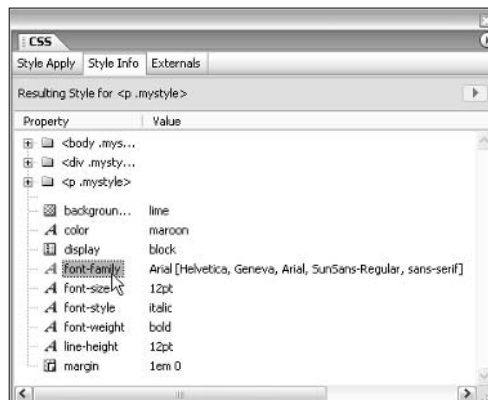 CSS
Style Apply Style Info Externals
Resulting Style for <p .mystyle>
Property Value
<body .mys...
<div .mysty...
<p .mystyle>
backgroun... lime
color maroon
display block
font-family Arial [Helvetica, Geneva, Arial, SunSans-Regular, sans-serif]
font-size 12pt
font-style italic
font-weight bold
line-height 12pt
margin 1em 0